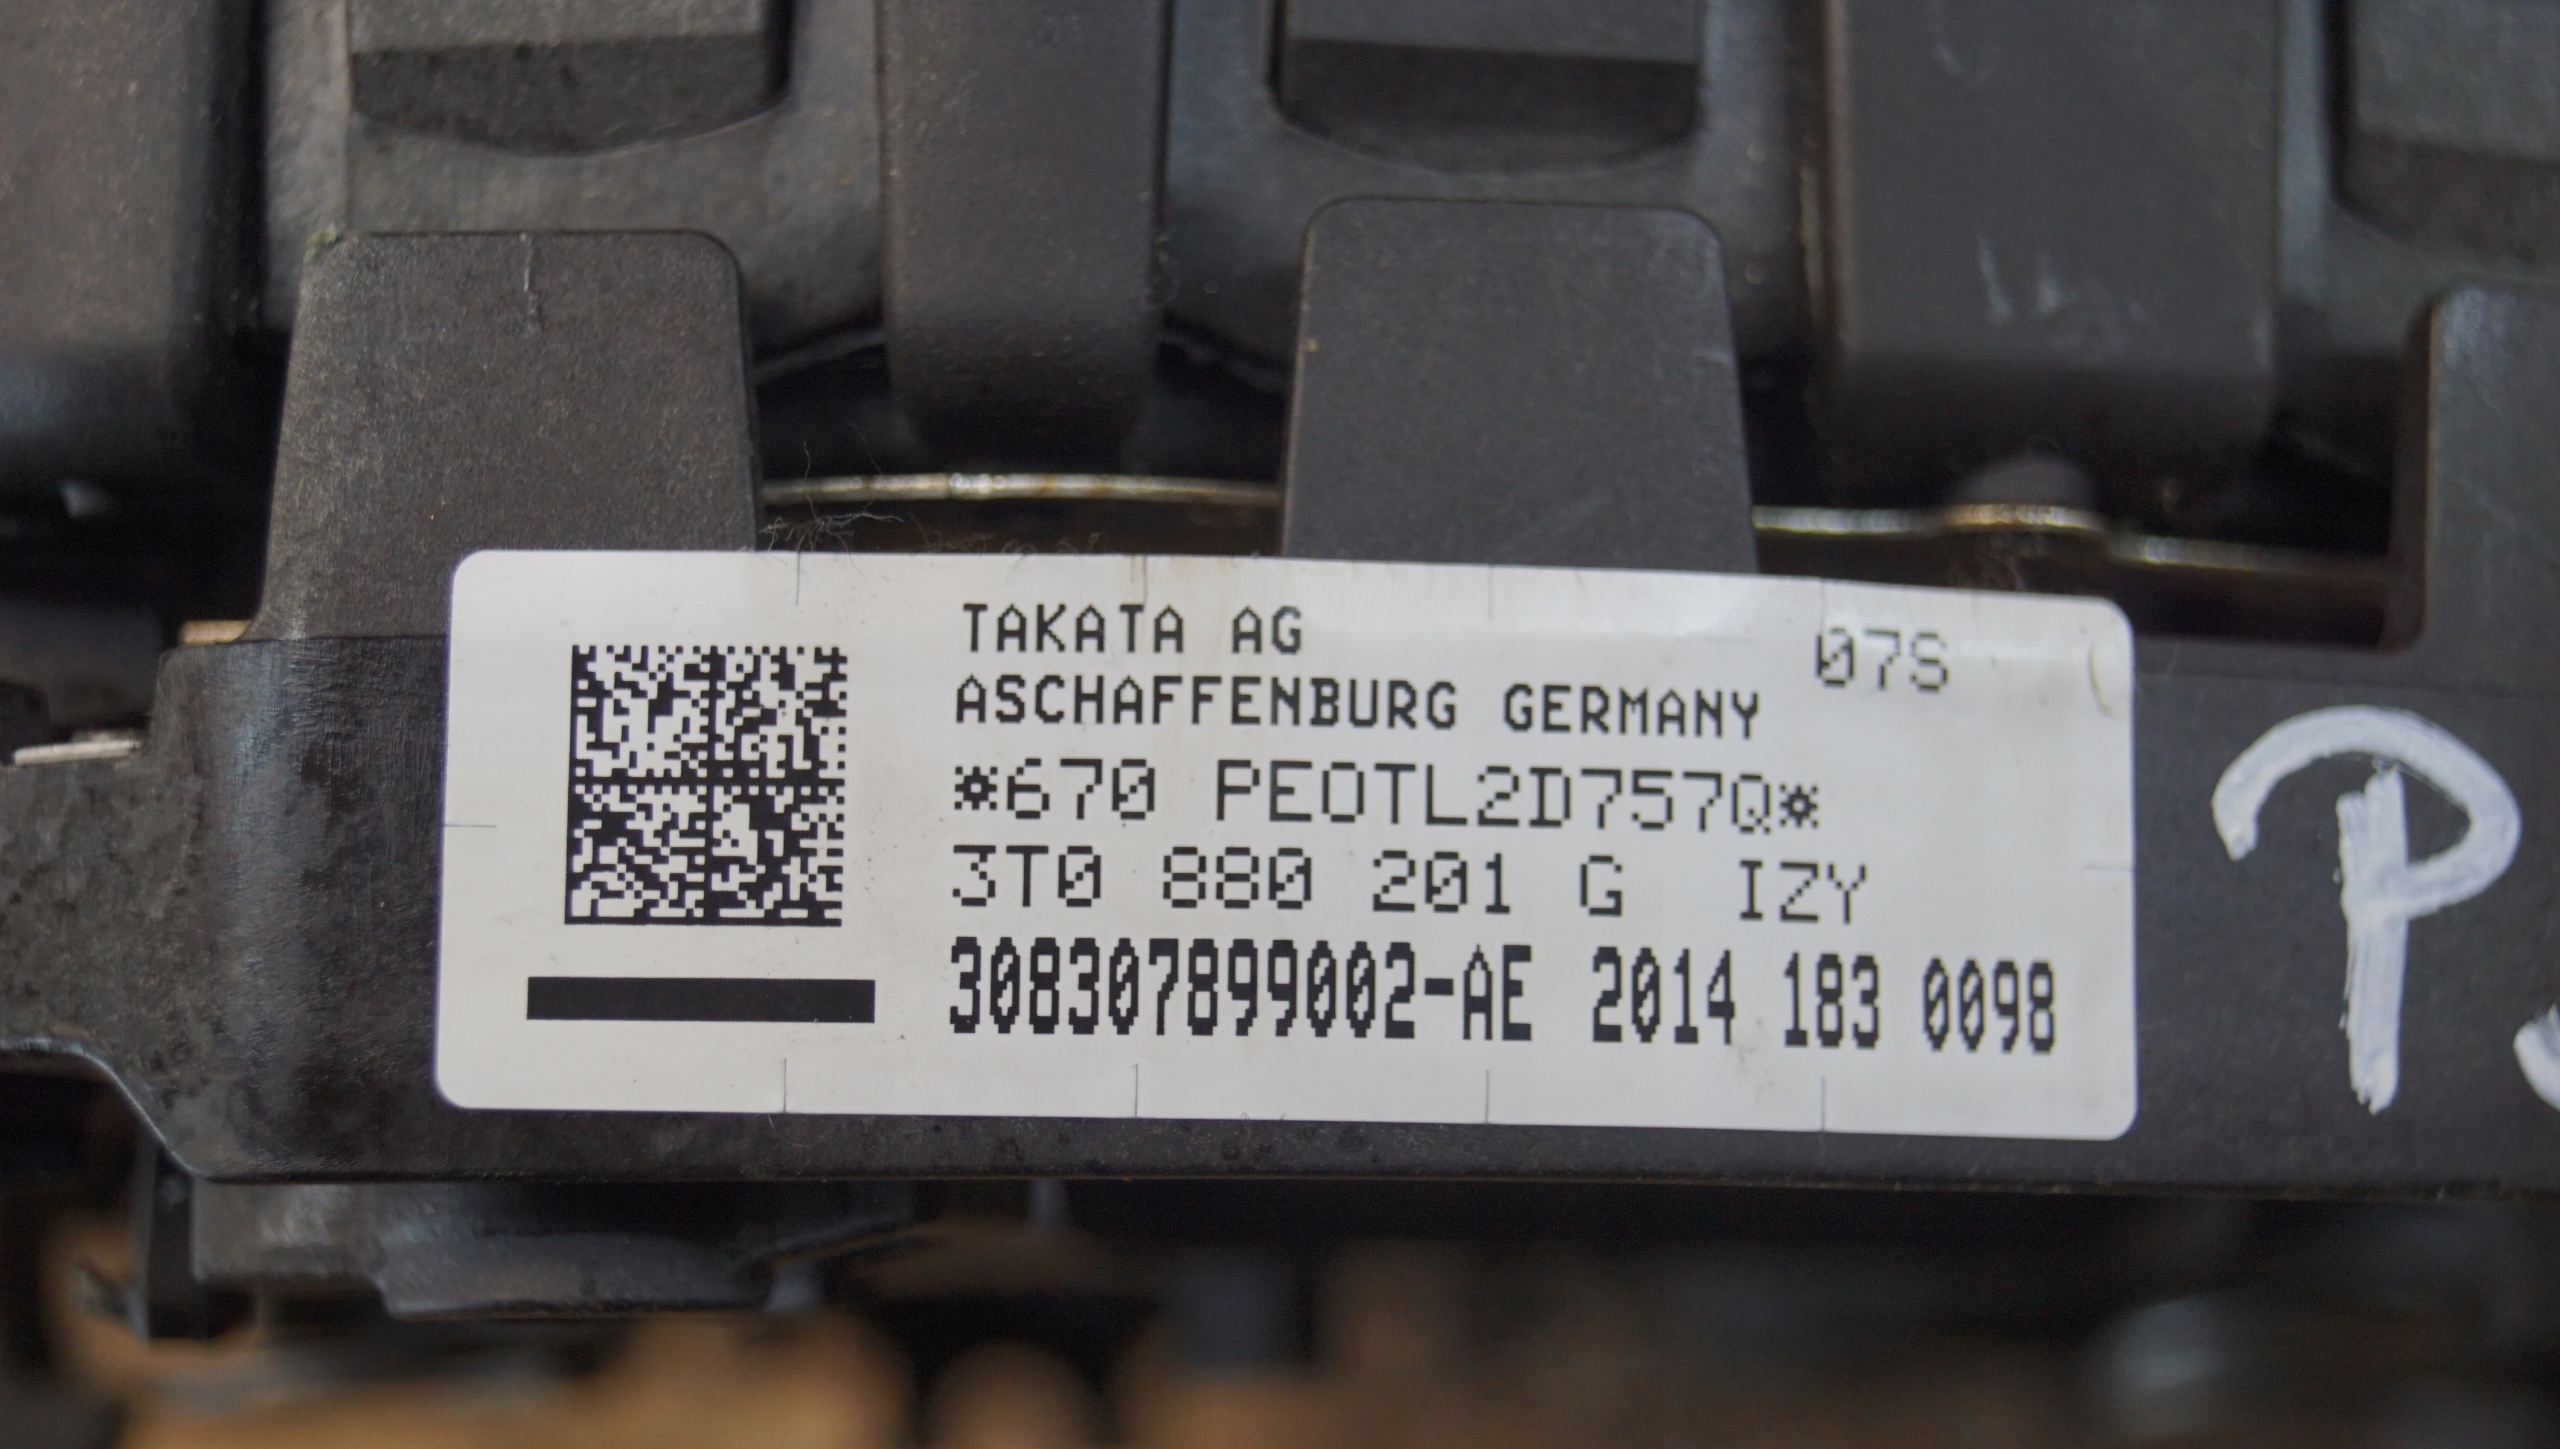 TAKATA AG
07S
ASCHAFFENBURG GERMANY
*670 PEOTL2D757Q*
3T0 880 201 G IZY
308307899002-AE 2014 183 0098
P